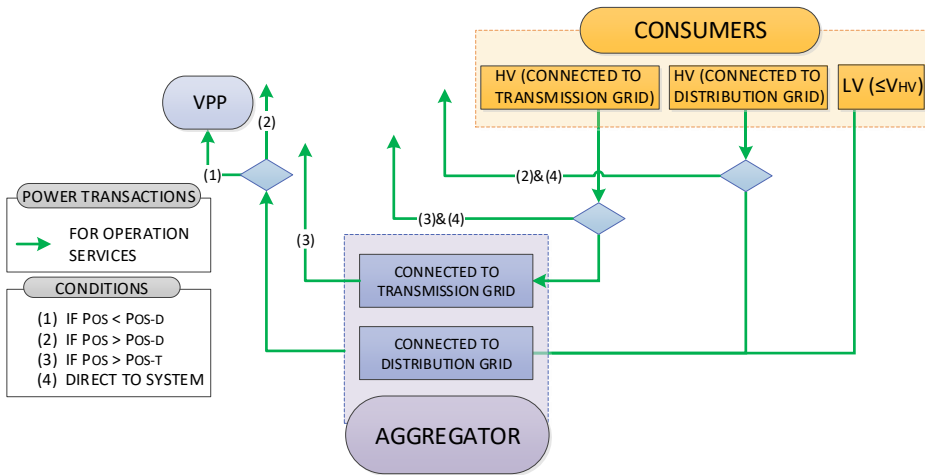 CONSUMERS
HV (CONNECTED TO
TRANSMISSION GRID)
HV (CONNECTED TO
DISTRIBUTION GRID)
LV (≤VHV)
VPP
(2)
(1)
(2)&(4)
(3)&(4)
(3)
POWER TRANSACTIONS
FOR OPERATION
SERVICES
CONDITIONS
(1) IF POS < POS-D
(2) IF POS > POS-D
(3) IF POS > POS-T
(4) DIRECT TO SYSTEM
CONNECTED TO
TRANSMISSION GRID
CONNECTED TO
DISTRIBUTION GRID
AGGREGATOR